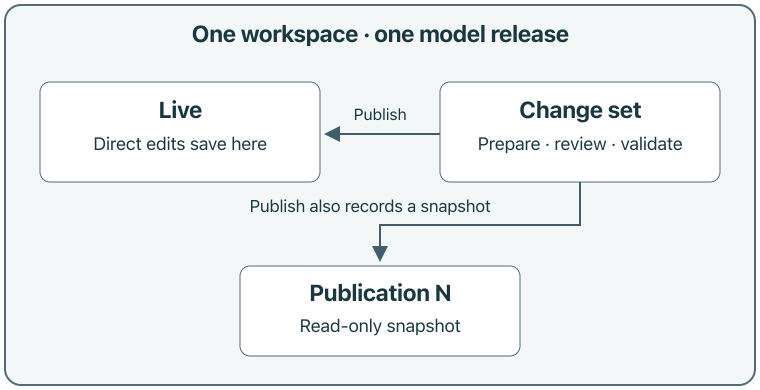 One workspace · one model release
Live
Direct edits save here
Publish
Change set
Prepare · review · validate
Publish also records a snapshot
Publication N
Read-only snapshot